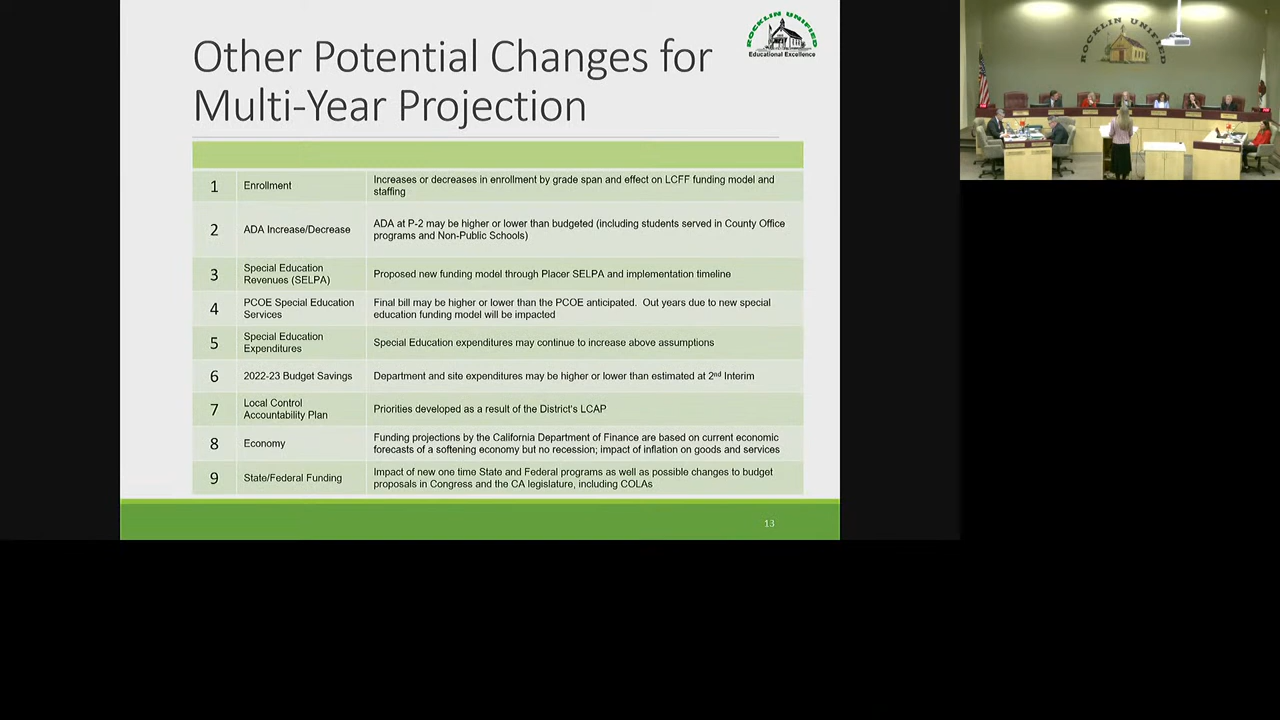 Other Potential Changes for
Multi-Year Projection
ROCKLIN UNIFIED
Educational Excellence
1
Enrollment
Increases or decreases in enrollment by grade span and effect on LCFF funding model and
staffing
2
ADA Increase/Decrease
ADA at P-2 may be higher or lower than budgeted (including students served in County Office
programs and Non-Public Schools)
3
Special Education
Revenues (SELPA)
Proposed new funding model through Placer SELPA and implementation timeline
4
PCOE Special Education
Services
Final bill may be higher or lower than the PCOE anticipated. Out years due to new special
education funding model will be impacted
5
Special Education
Expenditures
Special Education expenditures may continue to increase above assumptions
6
2022-23 Budget Savings
Department and site expenditures may be higher or lower than estimated at 2nd Interim
7
Local Control
Accountability Plan
Priorities developed as a result of the District's LCAP
8
Economy
Funding projections by the California Department of Finance are based on current economic
forecasts of a softening economy but no recession; impact of inflation on goods and services
9
State/Federal Funding
Impact of new one time State and Federal programs as well as possible changes to budget
proposals in Congress and the CA legislature, including COLAs
13
ROCKLIN UNIFIED